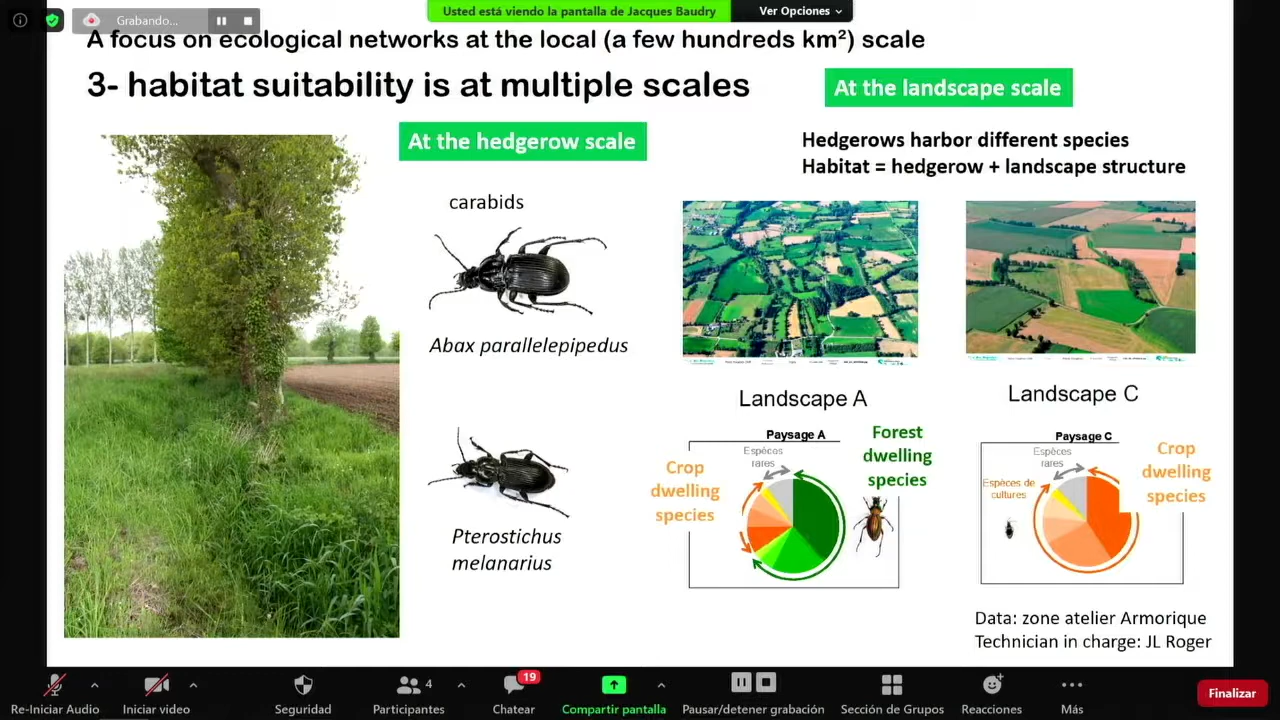 Grabando...
Usted está viendo la pantalla de Jacques Baudry
Ver Opciones
A focus on ecological networks at the local (a few hundreds km²) scale
3- habitat suitability is at multiple scales
At the landscape scale
At the hedgerow scale
Hedgerows harbor different species
Habitat = hedgerow + landscape structure
carabids
Abax parallelepipedus
Pterostichus
melanarius
Landscape A
Landscape C
Paysage A
Espèces
rares
Crop
dwelling
species
Forest
dwelling
species
Paysage C
Espèces
rares
Espèces de
cultures
Crop
dwelling
species
Data: zone atelier Armorique
Technician in charge: JL Roger
19
4
Re-Iniciar Audio
Iniciar video
Seguridad
Participantes
Chatear
Compartir pantalla
Pausar/detener grabación
Sección de Grupos
Reacciones
Más
Finalizar